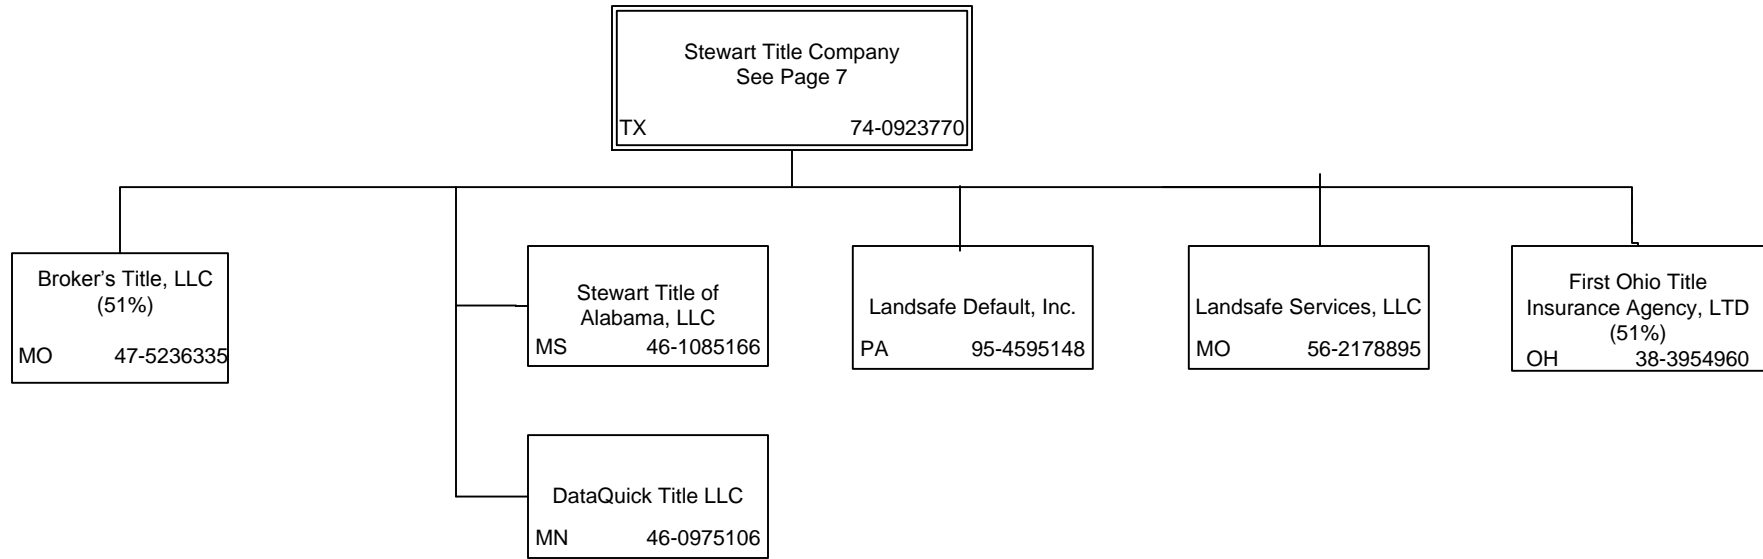 Stewart Title Company
See Page 7
TX 74-0923770
Broker's Title, LLC
(51%)
MO 47-5236335
Stewart Title of
Alabama, LLC
MS 46-1085166
Landsafe Default, Inc.
PA 95-4595148
Landsafe Services, LLC
MO 56-2178895
First Ohio Title
Insurance Agency, LTD
(51%)
OH 38-3954960
DataQuick Title LLC
MN 46-0975106